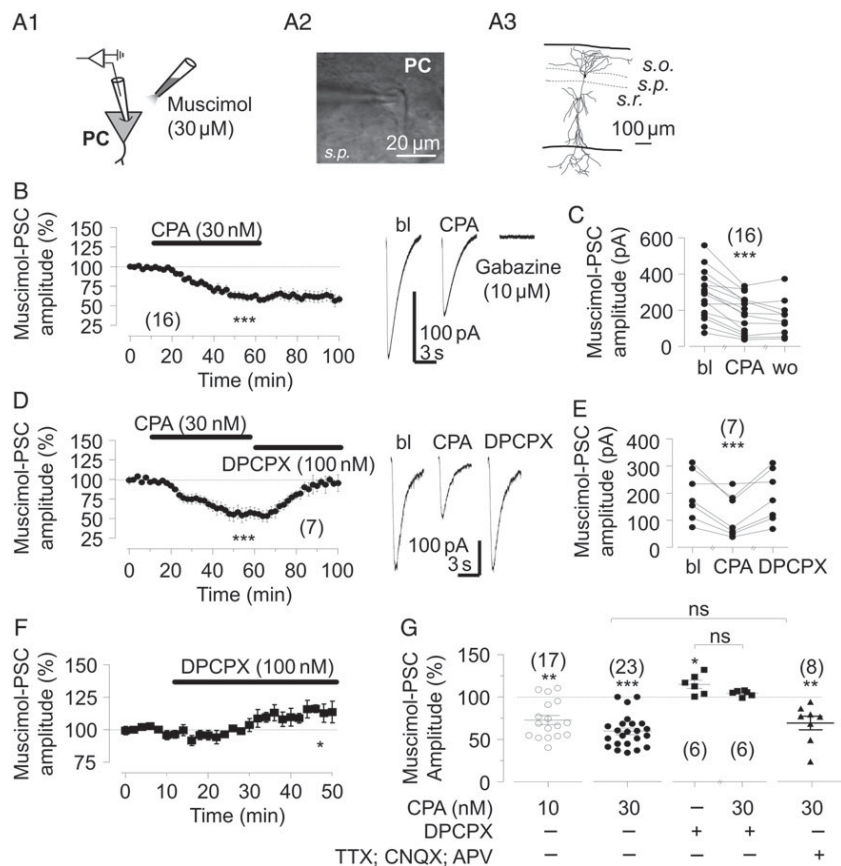 A1
Muscimol
(30 µM)
PC
A2
PC
s.p.
20 µm
A3
s.o.
s.p.
s.r.
100 µm
B
Muscimol-PSC
amplitude (%)
150
125
100
75
50
25
CPA (30 nM)
(16)
***
0 20 40 60 80 100
Time (min)
bl CPA
Gabazine
(10 µM)
100 pA
3 s
C
Muscimol-PSC
amplitude (pA)
600
400
200
0
(16)
***
bl CPA wo
D
Muscimol-PSC
amplitude (%)
150
125
100
75
50
25
CPA (30 nM)
DPCPX (100 nM)
***
(7)
0 20 40 60 80 100
Time (min)
bl CPA DPCPX
100 pA
3 s
E
Muscimol-PSC
amplitude (pA)
400
300
200
100
0
(7)
***
bl CPA DPCPX
F
Muscimol-PSC
amplitude (%)
125
100
75
DPCPX (100 nM)
*
0 10 20 30 40 50
Time (min)
G
Muscimol-PSC
Amplitude (%)
150
100
50
0
ns
ns
(17)
**
(23)
***
*
(6)
(6)
(8)
**
CPA (nM) 10 30 – 30 30
DPCPX – – + + –
TTX; CNQX; APV – – – – +